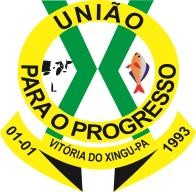 UNIÃO
PARA O PROGRESSO
VITÓRIA DO XINGU-PA
01-01
1993